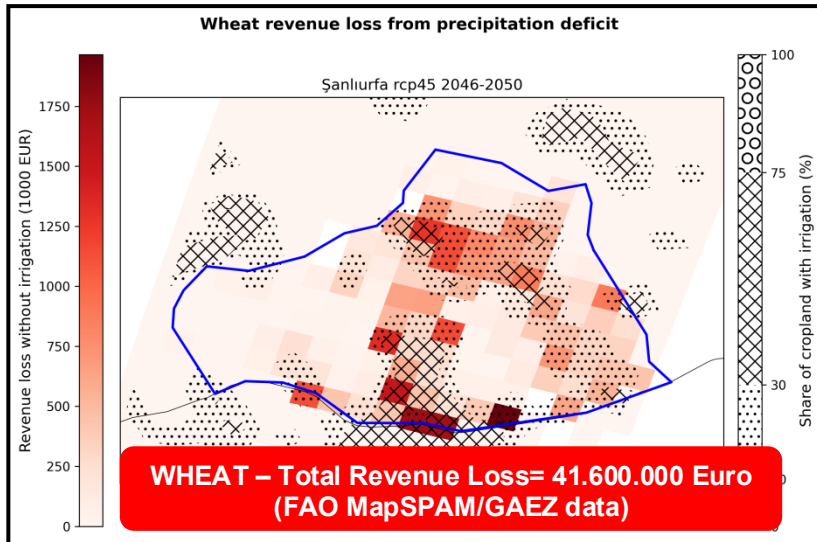 Wheat revenue loss from precipitation deficit
Şanlıurfa rcp45 2046-2050
Revenue loss without irrigation (1000 EUR)
1750
1500
1250
1000
750
500
250
0
100
75
30
0
Share of cropland with irrigation (%)
WHEAT – Total Revenue Loss= 41.600.000 Euro
(FAO MapSPAM/GAEZ data)